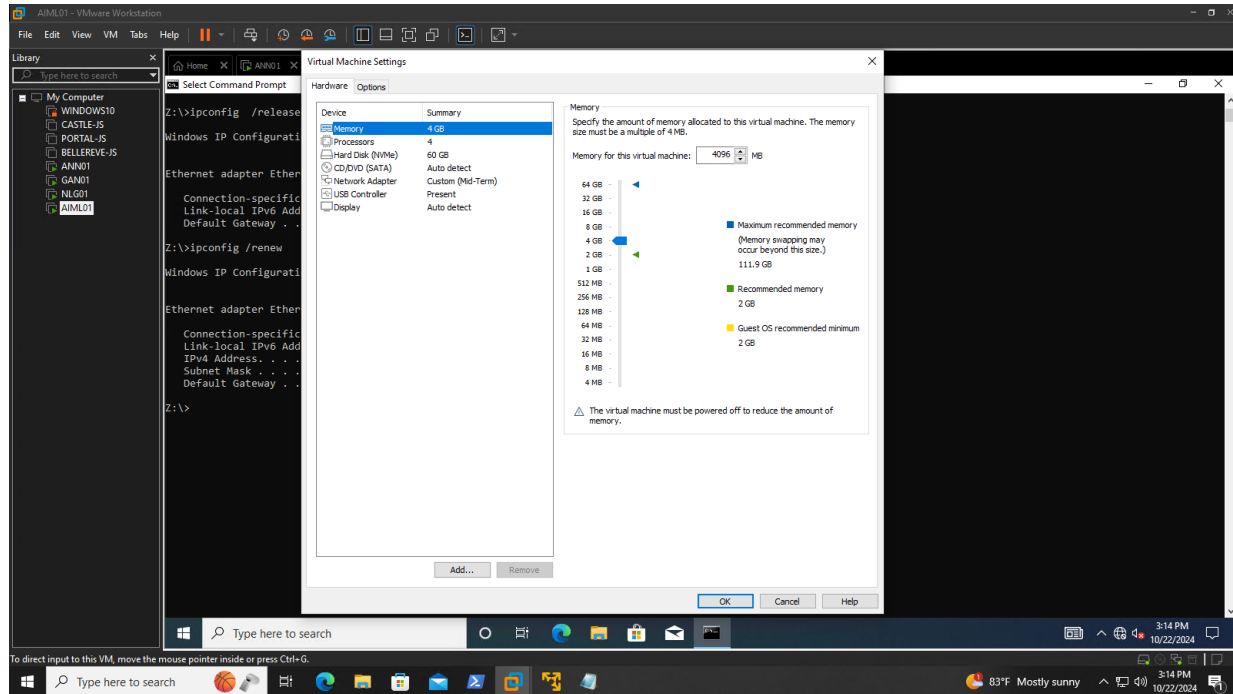 AIML01 - VMware Workstation
File Edit View VM Tabs Help
Library
Type here to search
My Computer
WINDOWS10
CASTLE-JS
PORTAL-JS
BELLEREVE-JS
ANN01
GAN01
NLG01
AIML01
Home
ANN01
Select Command Prompt
Z:\>ipconfig /release
Windows IP Configurati
Ethernet adapter Ether
Connection-specific
Link-local IPv6 Add
Default Gateway . .
Z:\>ipconfig /renew
Windows IP Configurati
Ethernet adapter Ether
Connection-specific
Link-local IPv6 Add
IPv4 Address. . . .
Subnet Mask . . . .
Default Gateway . .
Z:\>
Virtual Machine Settings
Hardware Options
Device Summary
Memory 4 GB
Processors 4
Hard Disk (NVMe) 60 GB
CD/DVD (SATA) Auto detect
Network Adapter Custom (Mid-Term)
USB Controller Present
Display Auto detect
Add... Remove
Memory
Specify the amount of memory allocated to this virtual machine. The memory
size must be a multiple of 4 MB.
Memory for this virtual machine: 4096 MB
64 GB
32 GB
16 GB
8 GB
4 GB
2 GB
1 GB
512 MB
256 MB
128 MB
64 MB
32 MB
16 MB
8 MB
4 MB
Maximum recommended memory
(Memory swapping may
occur beyond this size.)
111.9 GB
Recommended memory
2 GB
Guest OS recommended minimum
2 GB
The virtual machine must be powered off to reduce the amount of
memory.
OK Cancel Help
Type here to search
3:14 PM
10/22/2024
To direct input to this VM, move the mouse pointer inside or press Ctrl+G.
Type here to search
83°F Mostly sunny
3:14 PM
10/22/2024